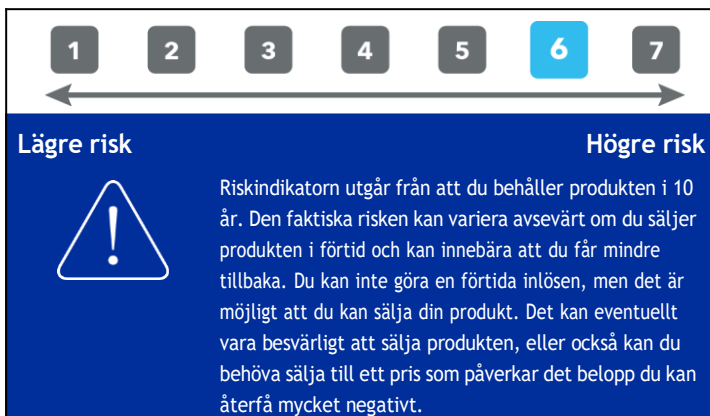 1 2 3 4 5 6 7
Lägre risk Högre risk
Riskindikatorn utgår från att du behåller produkten i 10
år. Den faktiska risken kan variera avsevärt om du säljer
produkten i förtid och kan innebära att du får mindre
tillbaka. Du kan inte göra en förtida inlösen, men det är
möjligt att du kan sälja din produkt. Det kan eventuellt
vara besvärligt att sälja produkten, eller också kan du
behöva sälja till ett pris som påverkar det belopp du kan
återfå mycket negativt.